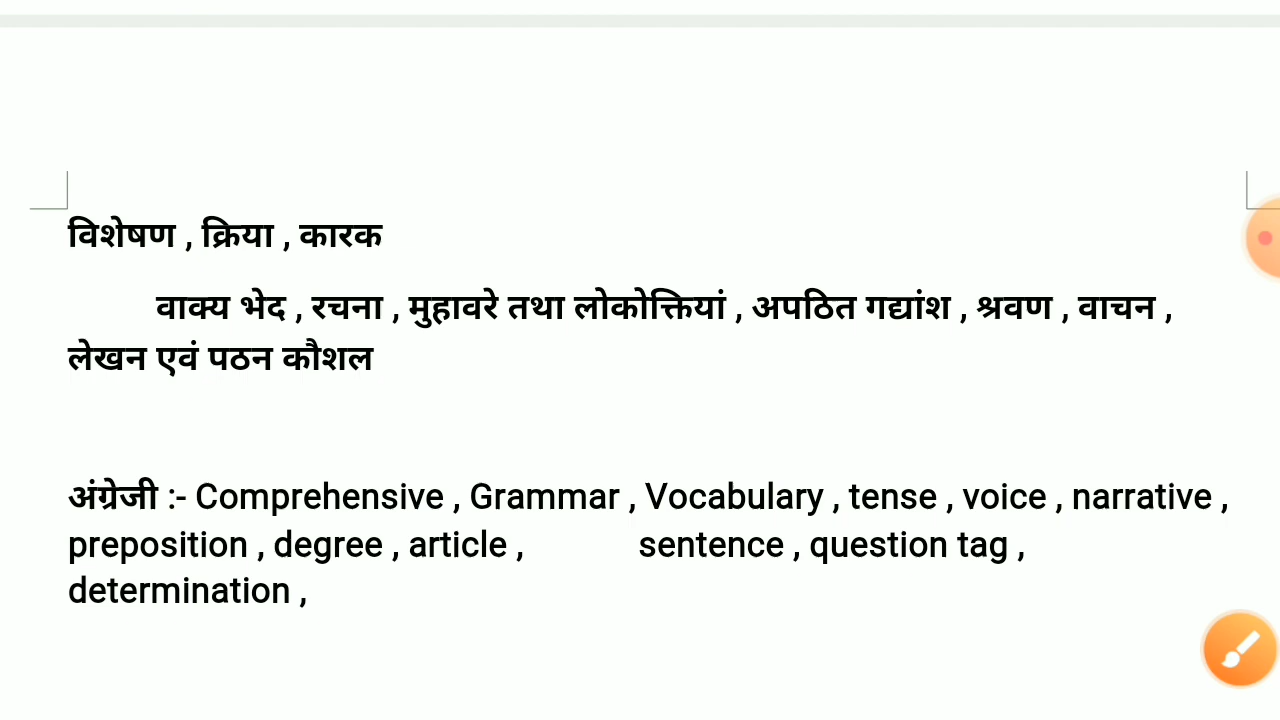 विशेषण , क्रिया , कारक
वाक्य भेद , रचना , मुहावरे तथा लोकोक्तियां , अपठित गद्यांश , श्रवण , वाचन ,
लेखन एवं पठन कौशल
अंग्रेजी :- Comprehensive , Grammar , Vocabulary , tense , voice , narrative ,
preposition , degree , article , sentence , question tag ,
determination ,